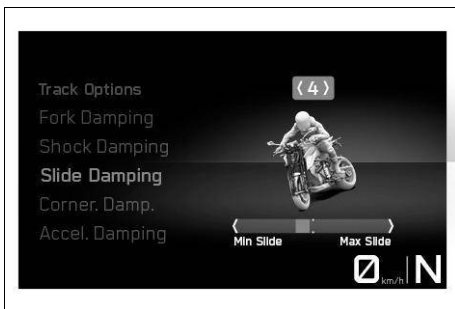 Track Options
⟨4⟩
Fork Damping
Shock Damping
Slide Damping
Corner. Damp.
Accel. Damping
Min Slide
Max Slide
0 km/h N